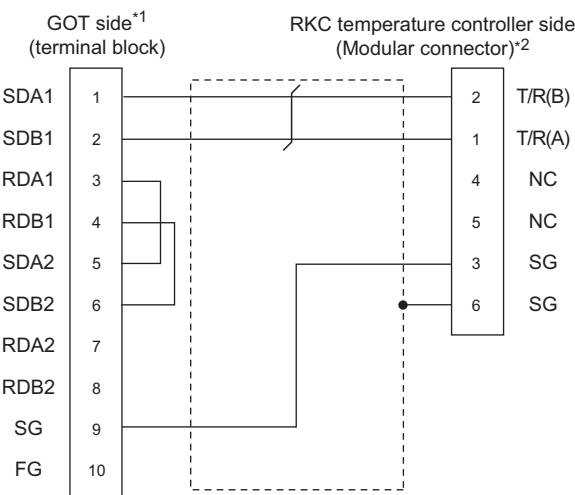 GOT side*1
(terminal block)
RKC temperature controller side
(Modular connector)*2
SDA1 1 2 T/R(B)
SDB1 2 1 T/R(A)
RDA1 3 4 NC
RDB1 4 5 NC
SDA2 5 3 SG
SDB2 6 6 SG
RDA2 7
RDB2 8
SG 9
FG 10